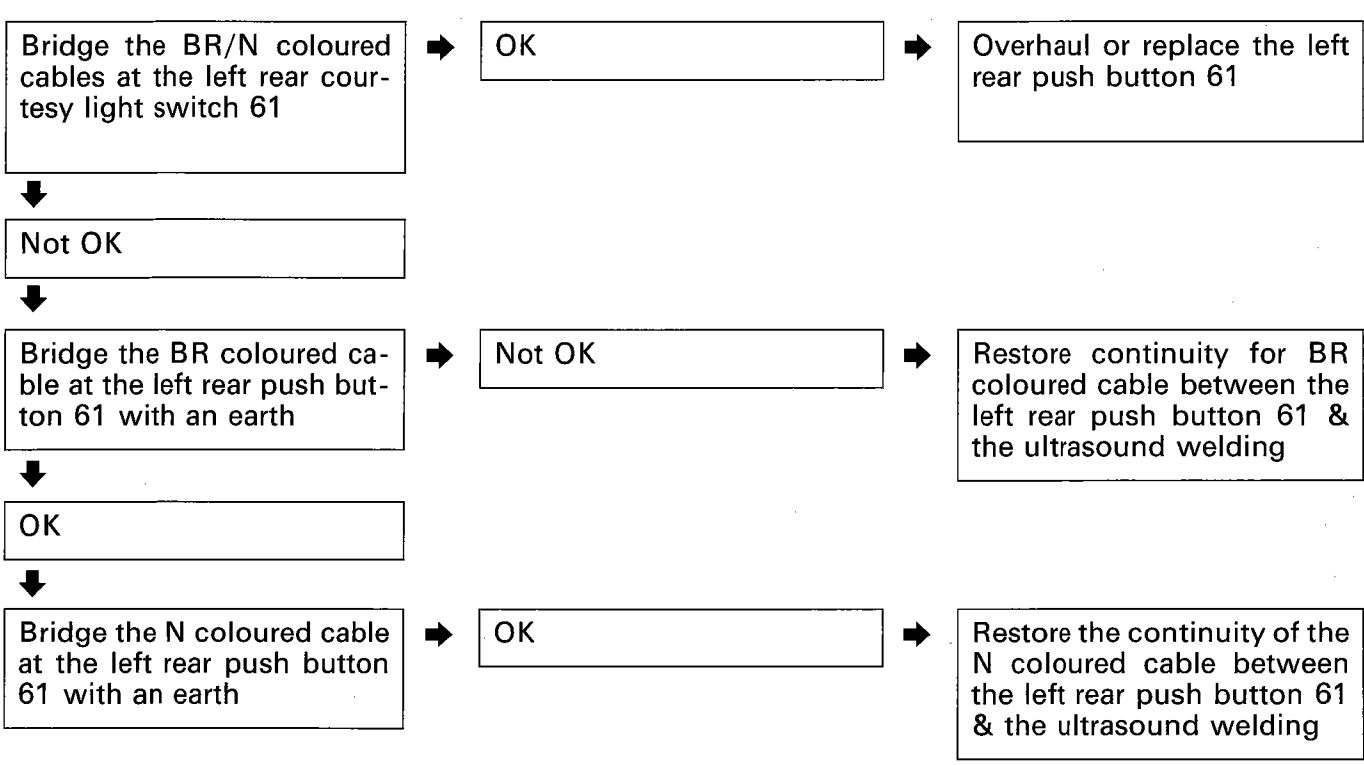 Bridge the BR/N coloured
cables at the left rear cour-
tesy light switch 61
OK
Overhaul or replace the left
rear push button 61
Not OK
Bridge the BR coloured ca-
ble at the left rear push but-
ton 61 with an earth
Not OK
Restore continuity for BR
coloured cable between the
left rear push button 61 &
the ultrasound welding
OK
Bridge the N coloured cable
at the left rear push button
61 with an earth
OK
Restore the continuity of the
N coloured cable between
the left rear push button 61
& the ultrasound welding